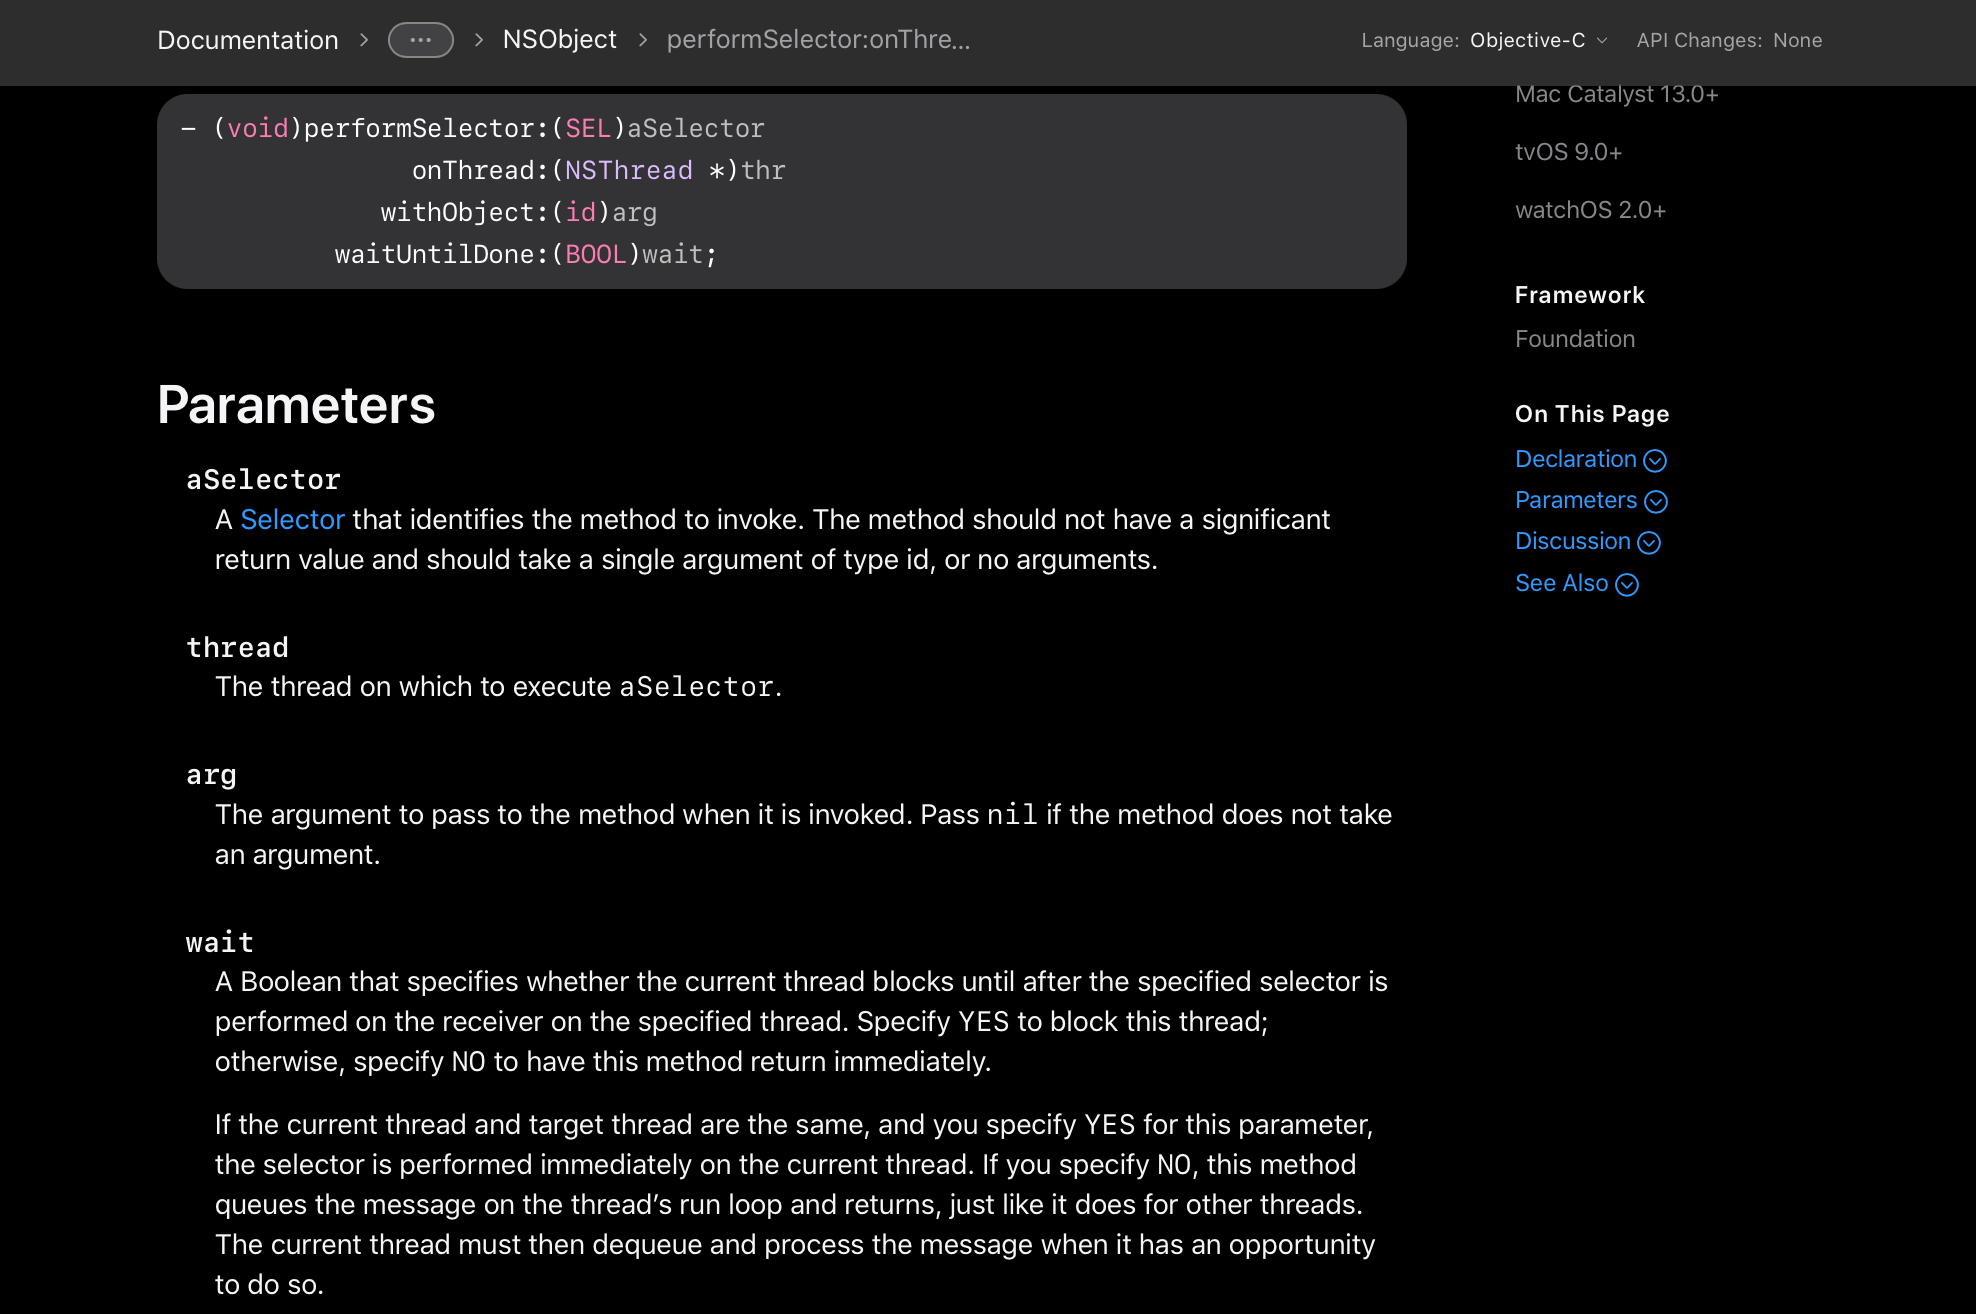 Documentation > ... > NSObject > performSelector:onThre...
Language: Objective-C API Changes: None
– (void)performSelector:(SEL)aSelector
onThread:(NSThread *)thr
withObject:(id)arg
waitUntilDone:(BOOL)wait;
Parameters
aSelector
A Selector that identifies the method to invoke. The method should not have a significant
return value and should take a single argument of type id, or no arguments.
thread
The thread on which to execute aSelector.
arg
The argument to pass to the method when it is invoked. Pass nil if the method does not take
an argument.
wait
A Boolean that specifies whether the current thread blocks until after the specified selector is
performed on the receiver on the specified thread. Specify YES to block this thread;
otherwise, specify NO to have this method return immediately.
If the current thread and target thread are the same, and you specify YES for this parameter,
the selector is performed immediately on the current thread. If you specify NO, this method
queues the message on the thread’s run loop and returns, just like it does for other threads.
The current thread must then dequeue and process the message when it has an opportunity
to do so.
Mac Catalyst 13.0+
tvOS 9.0+
watchOS 2.0+
Framework
Foundation
On This Page
Declaration
Parameters
Discussion
See Also